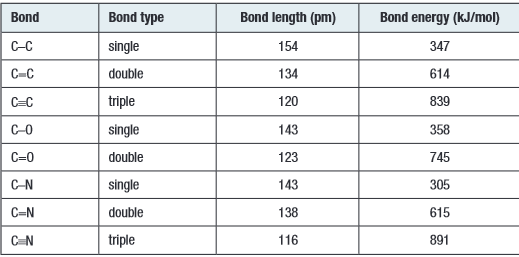 Bond Bond type Bond length (pm) Bond energy (kJ/mol)
C–C single 154 347
C=C double 134 614
C≡C triple 120 839
C–O single 143 358
C=O double 123 745
C–N single 143 305
C=N double 138 615
C≡N triple 116 891